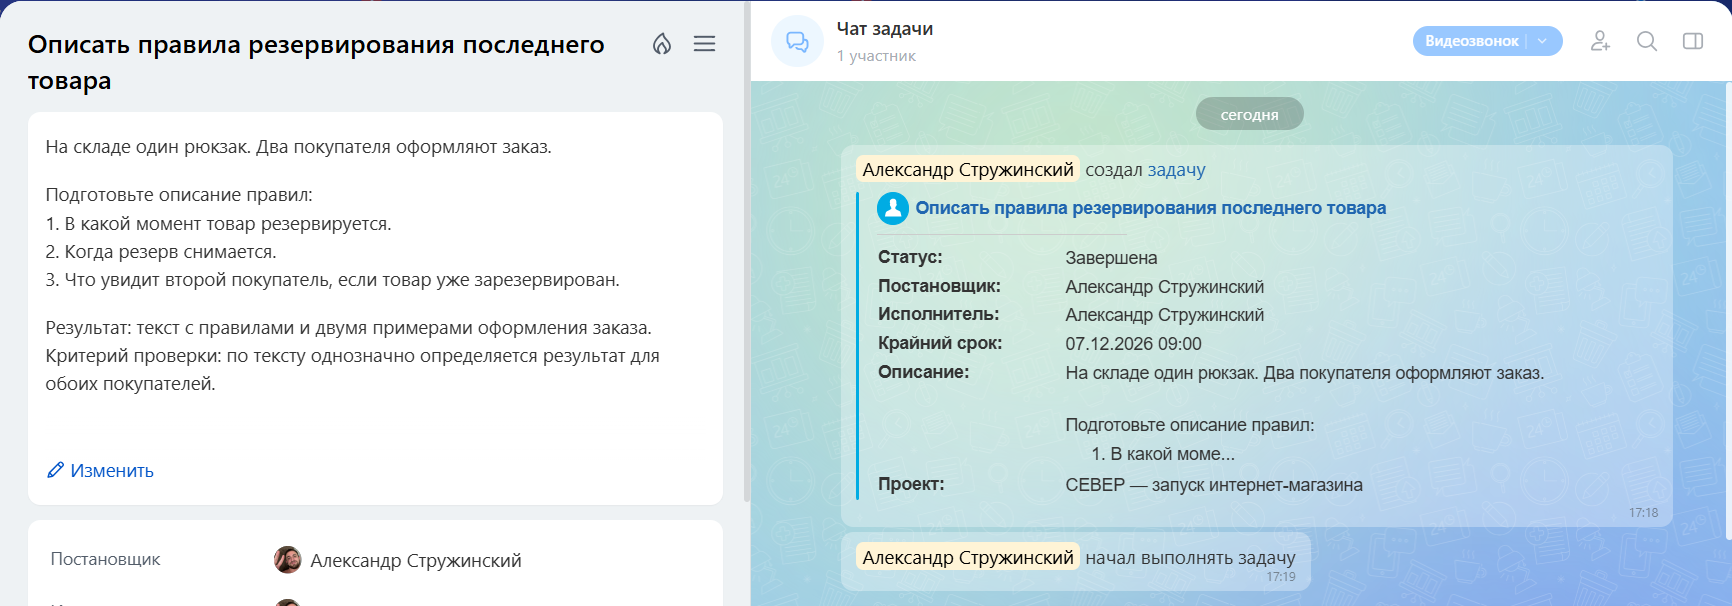 Описать правила резервирования последнего
товара
На складе один рюкзак. Два покупателя оформляют заказ.
Подготовьте описание правил:
1. В какой момент товар резервируется.
2. Когда резерв снимается.
3. Что увидит второй покупатель, если товар уже зарезервирован.
Результат: текст с правилами и двумя примерами оформления заказа.
Критерий проверки: по тексту однозначно определяется результат для
обоих покупателей.
Изменить
Постановщик Александр Стружинский
Чат задачи
1 участник
Видеозвонок
сегодня
Александр Стружинский создал задачу
Описать правила резервирования последнего товара
Статус: Завершена
Постановщик: Александр Стружинский
Исполнитель: Александр Стружинский
Крайний срок: 07.12.2026 09:00
Описание: На складе один рюкзак. Два покупателя оформляют заказ.
Подготовьте описание правил:
1. В какой моме...
Проект: СЕВЕР — запуск интернет-магазина
17:18
Александр Стружинский начал выполнять задачу
17:19